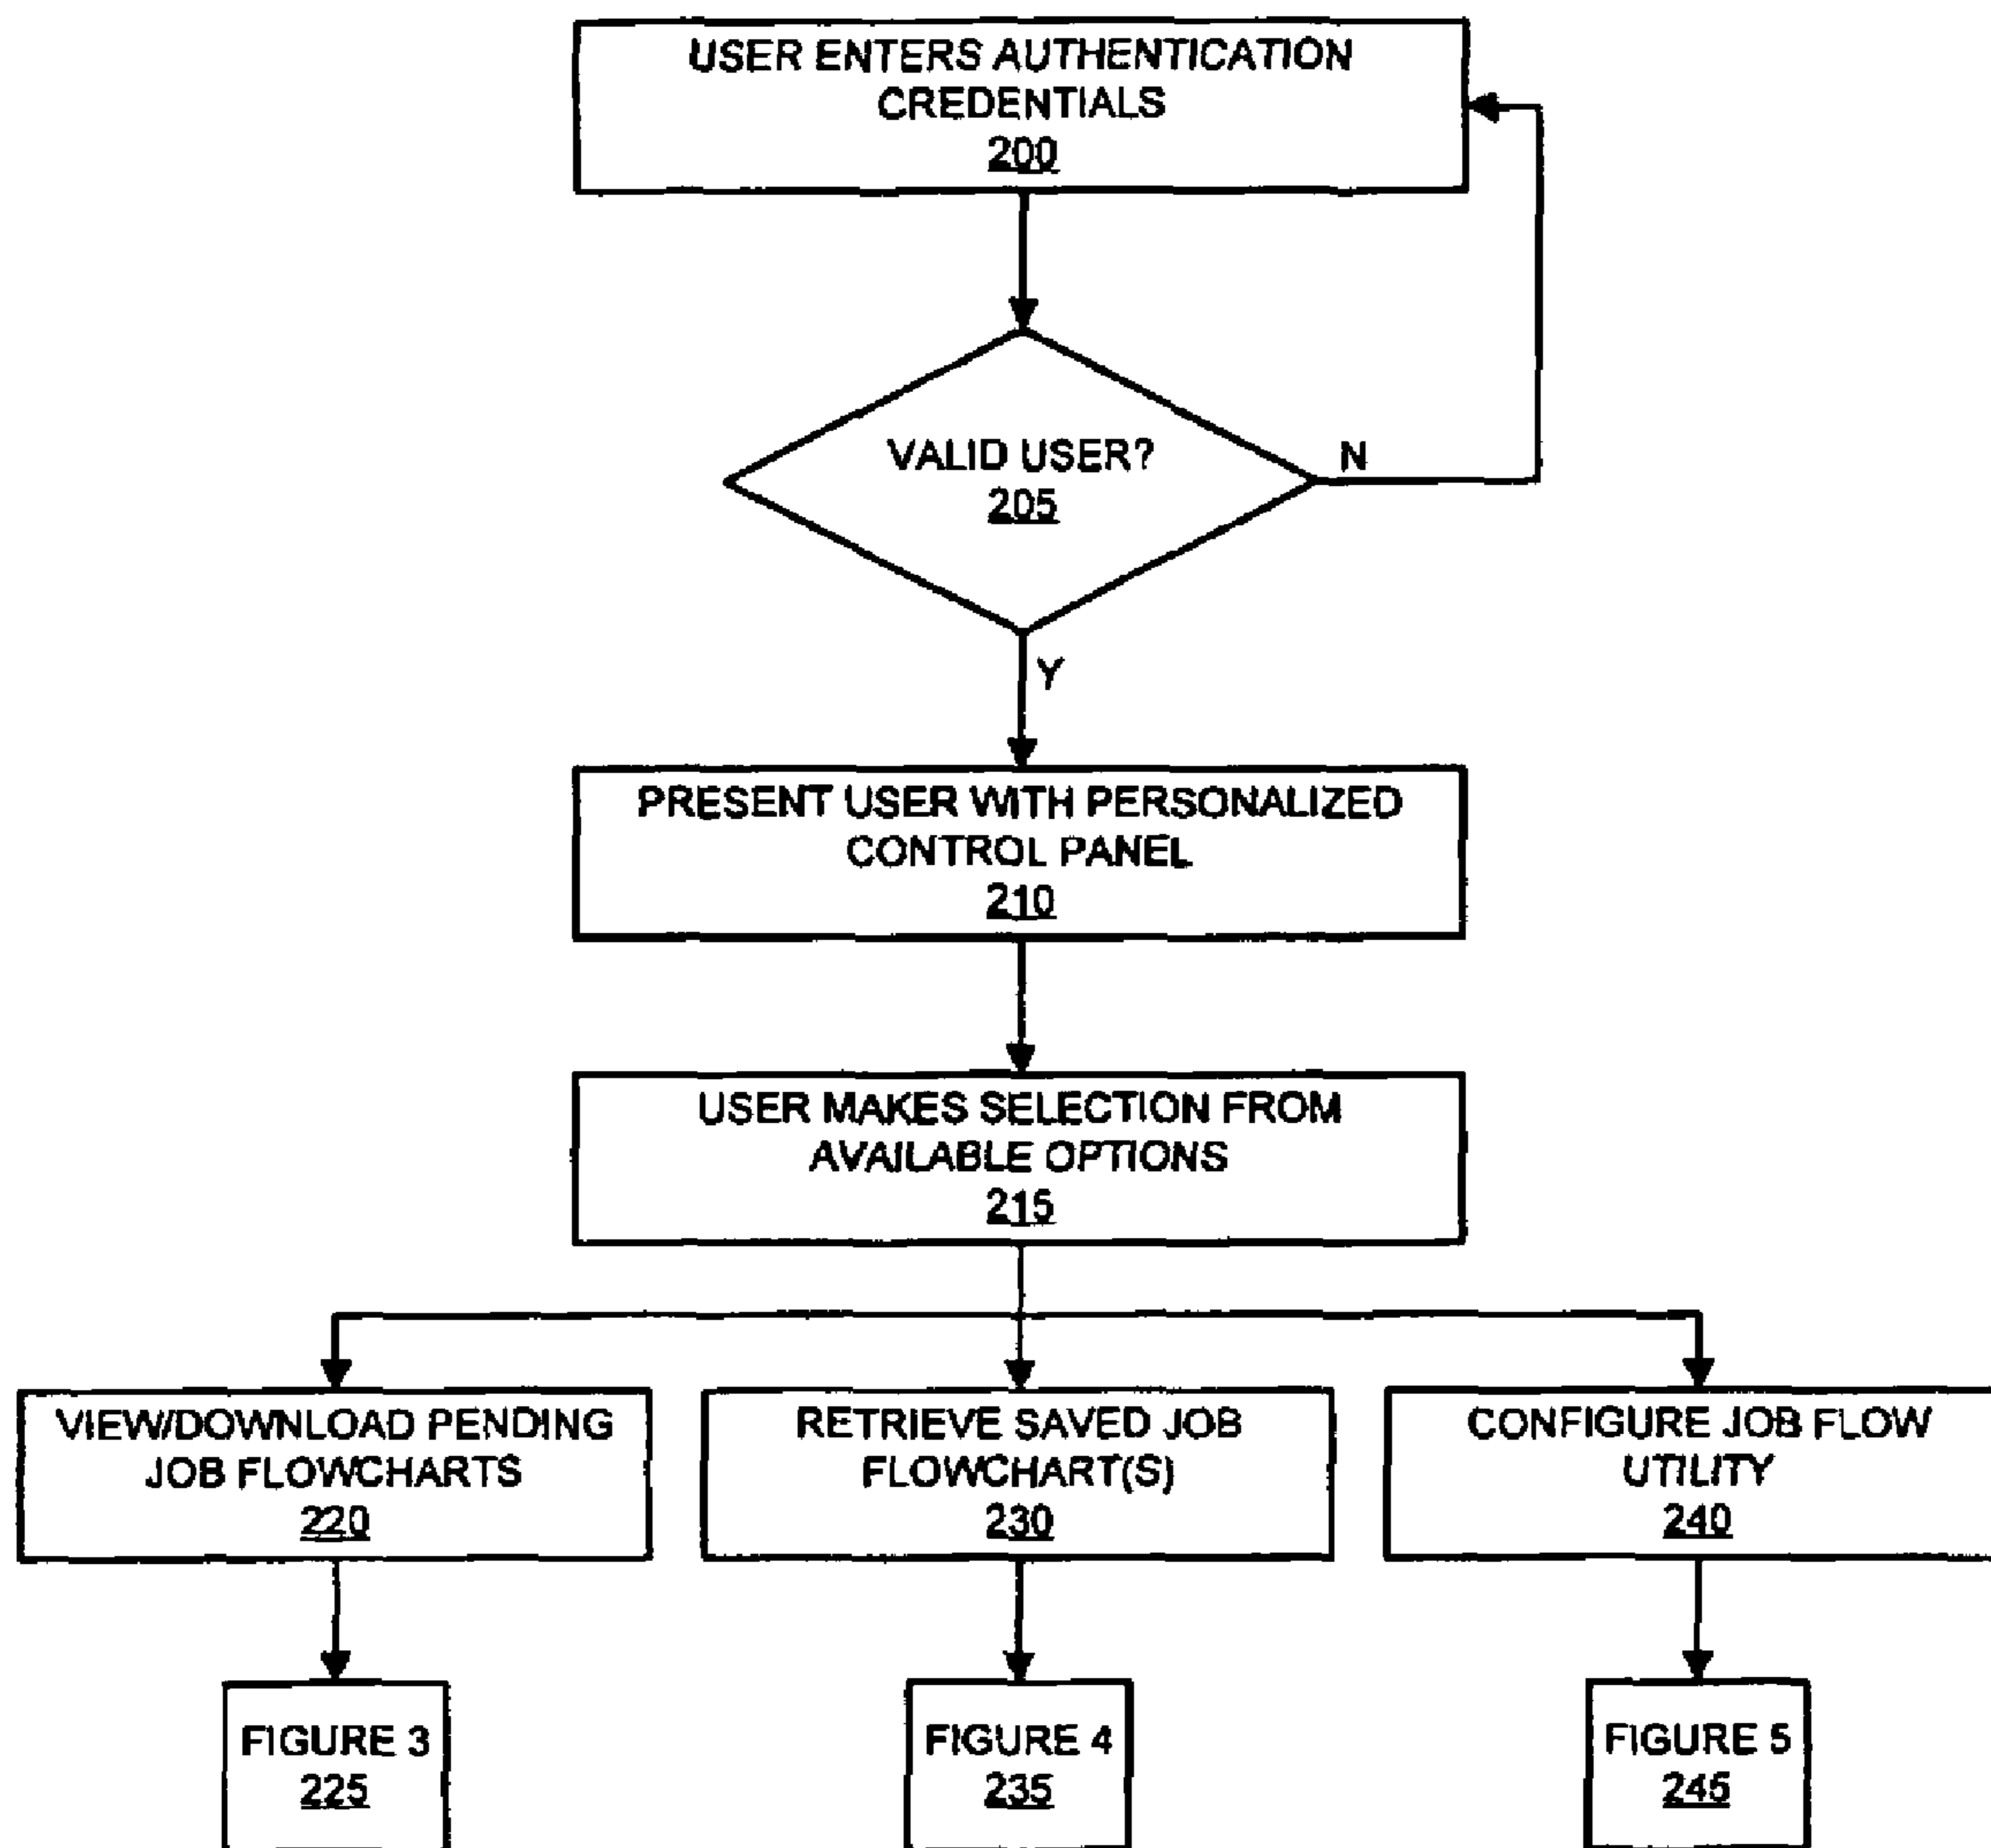 USER ENTERS AUTHENTICATION
CREDENTIALS
200
VALID USER?
205
N
Y
PRESENT USER WITH PERSONALIZED
CONTROL PANEL
210
USER MAKES SELECTION FROM
AVAILABLE OPTIONS
215
VIEW/DOWNLOAD PENDING
JOB FLOWCHARTS
220
RETRIEVE SAVED JOB
FLOWCHART(S)
230
CONFIGURE JOB FLOW
UTILITY
240
FIGURE 3
225
FIGURE 4
235
FIGURE 5
245